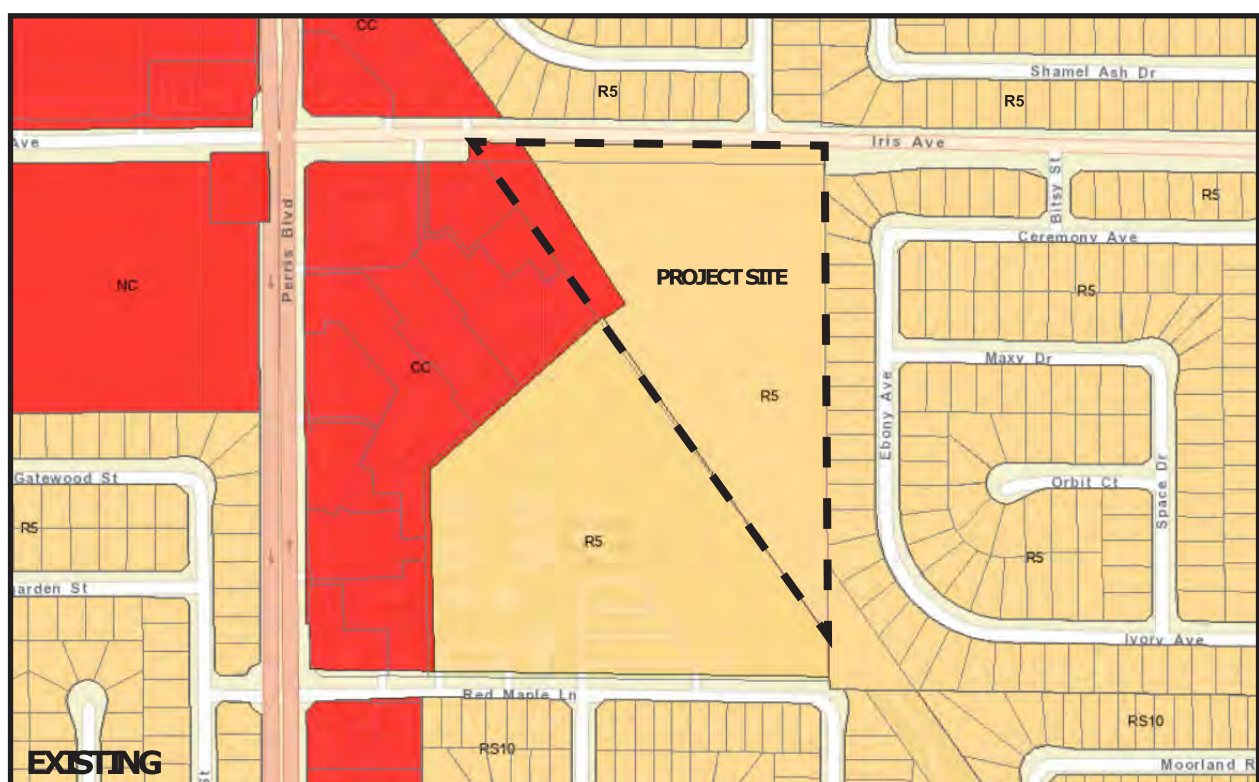 CC
Shamel Ash Dr
R5
R5
Ave
Iris Ave
Bitsy St
R5
Ceremony Ave
Perris Blvd
PROJECT SITE
NC
R5
Maxy Dr
CC
R5
Ebony Ave
Gatewood St
Orbit Ct
Space Dr
R5
R5
R5
arden St
Ivory Ave
Red Maple Ln
RS10
RS10
EXISTING
St
Moorland R